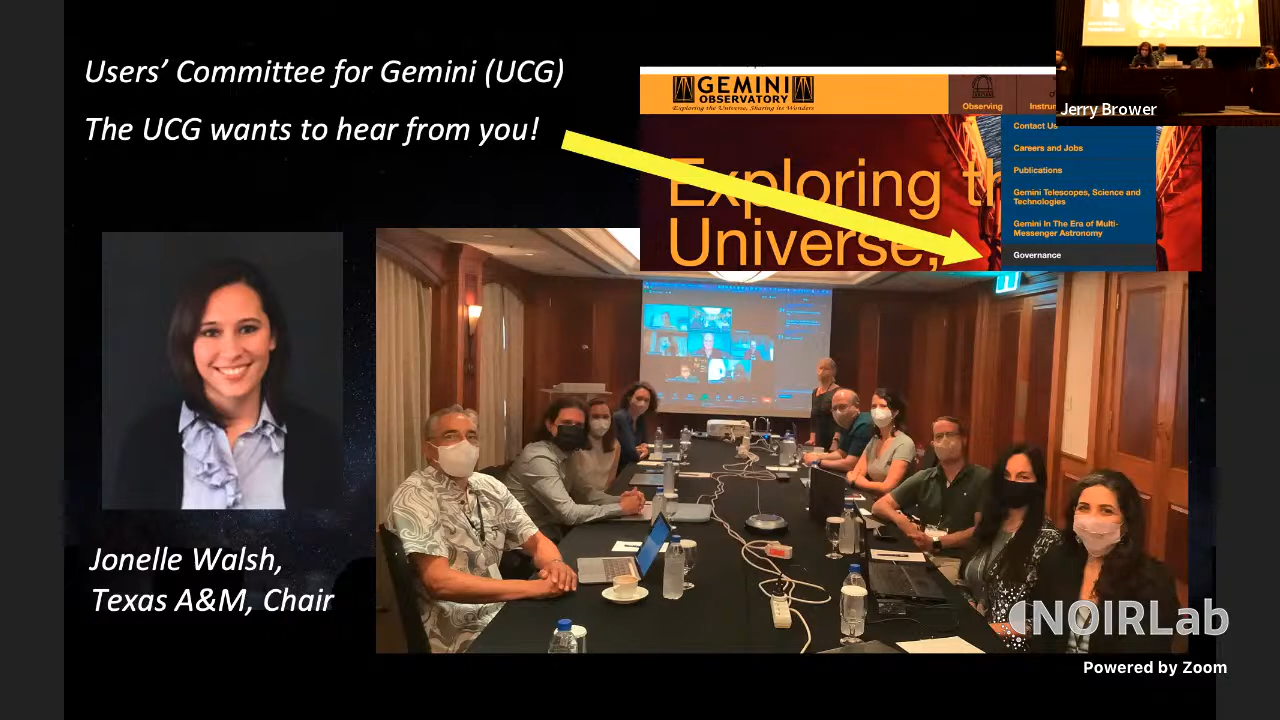 Users’ Committee for Gemini (UCG)
The UCG wants to hear from you!
GEMINI
OBSERVATORY
Exploring the Universe, Sharing its Wonders
Observing
Jerry Brower
Contact Us
Careers and Jobs
Publications
Gemini Telescopes, Science and
Technologies
Gemini In The Era of Multi-
Messenger Astronomy
Governance
Exploring
Universe,
Jonelle Walsh,
Texas A&M, Chair
NOIRLab
Powered by Zoom